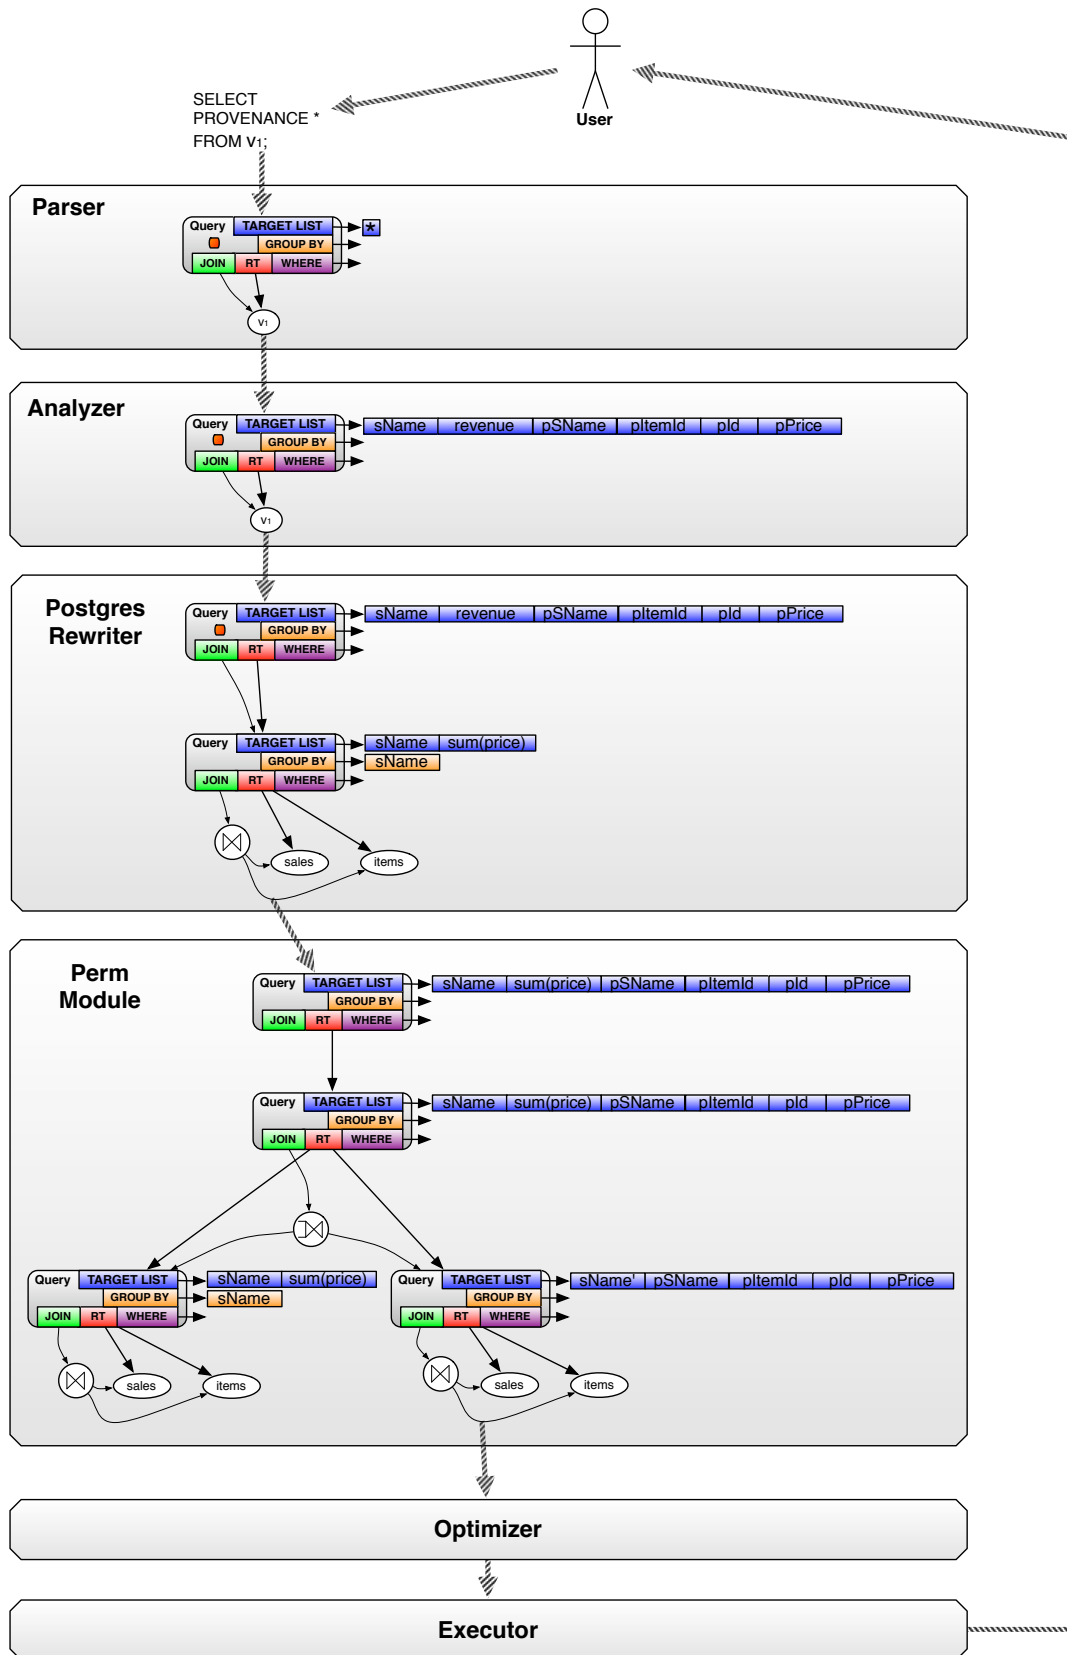 User
SELECT
PROVENANCE *
FROM v1;
Parser
Query TARGET LIST *
GROUP BY
JOIN RT WHERE
v1
Analyzer
Query TARGET LIST sName revenue pSName pItemId pId pPrice
GROUP BY
JOIN RT WHERE
v1
Postgres
Rewriter
Query TARGET LIST sName revenue pSName pItemId pId pPrice
GROUP BY
JOIN RT WHERE
Query TARGET LIST sName sum(price)
GROUP BY sName
JOIN RT WHERE
sales items
Perm
Module
Query TARGET LIST sName sum(price) pSName pItemId pId pPrice
GROUP BY
JOIN RT WHERE
Query TARGET LIST sName sum(price) pSName pItemId pId pPrice
GROUP BY
JOIN RT WHERE
Query TARGET LIST sName sum(price)
GROUP BY sName
JOIN RT WHERE
sales items
Query TARGET LIST sName' pSName pItemId pId pPrice
GROUP BY
JOIN RT WHERE
sales items
Optimizer
Executor